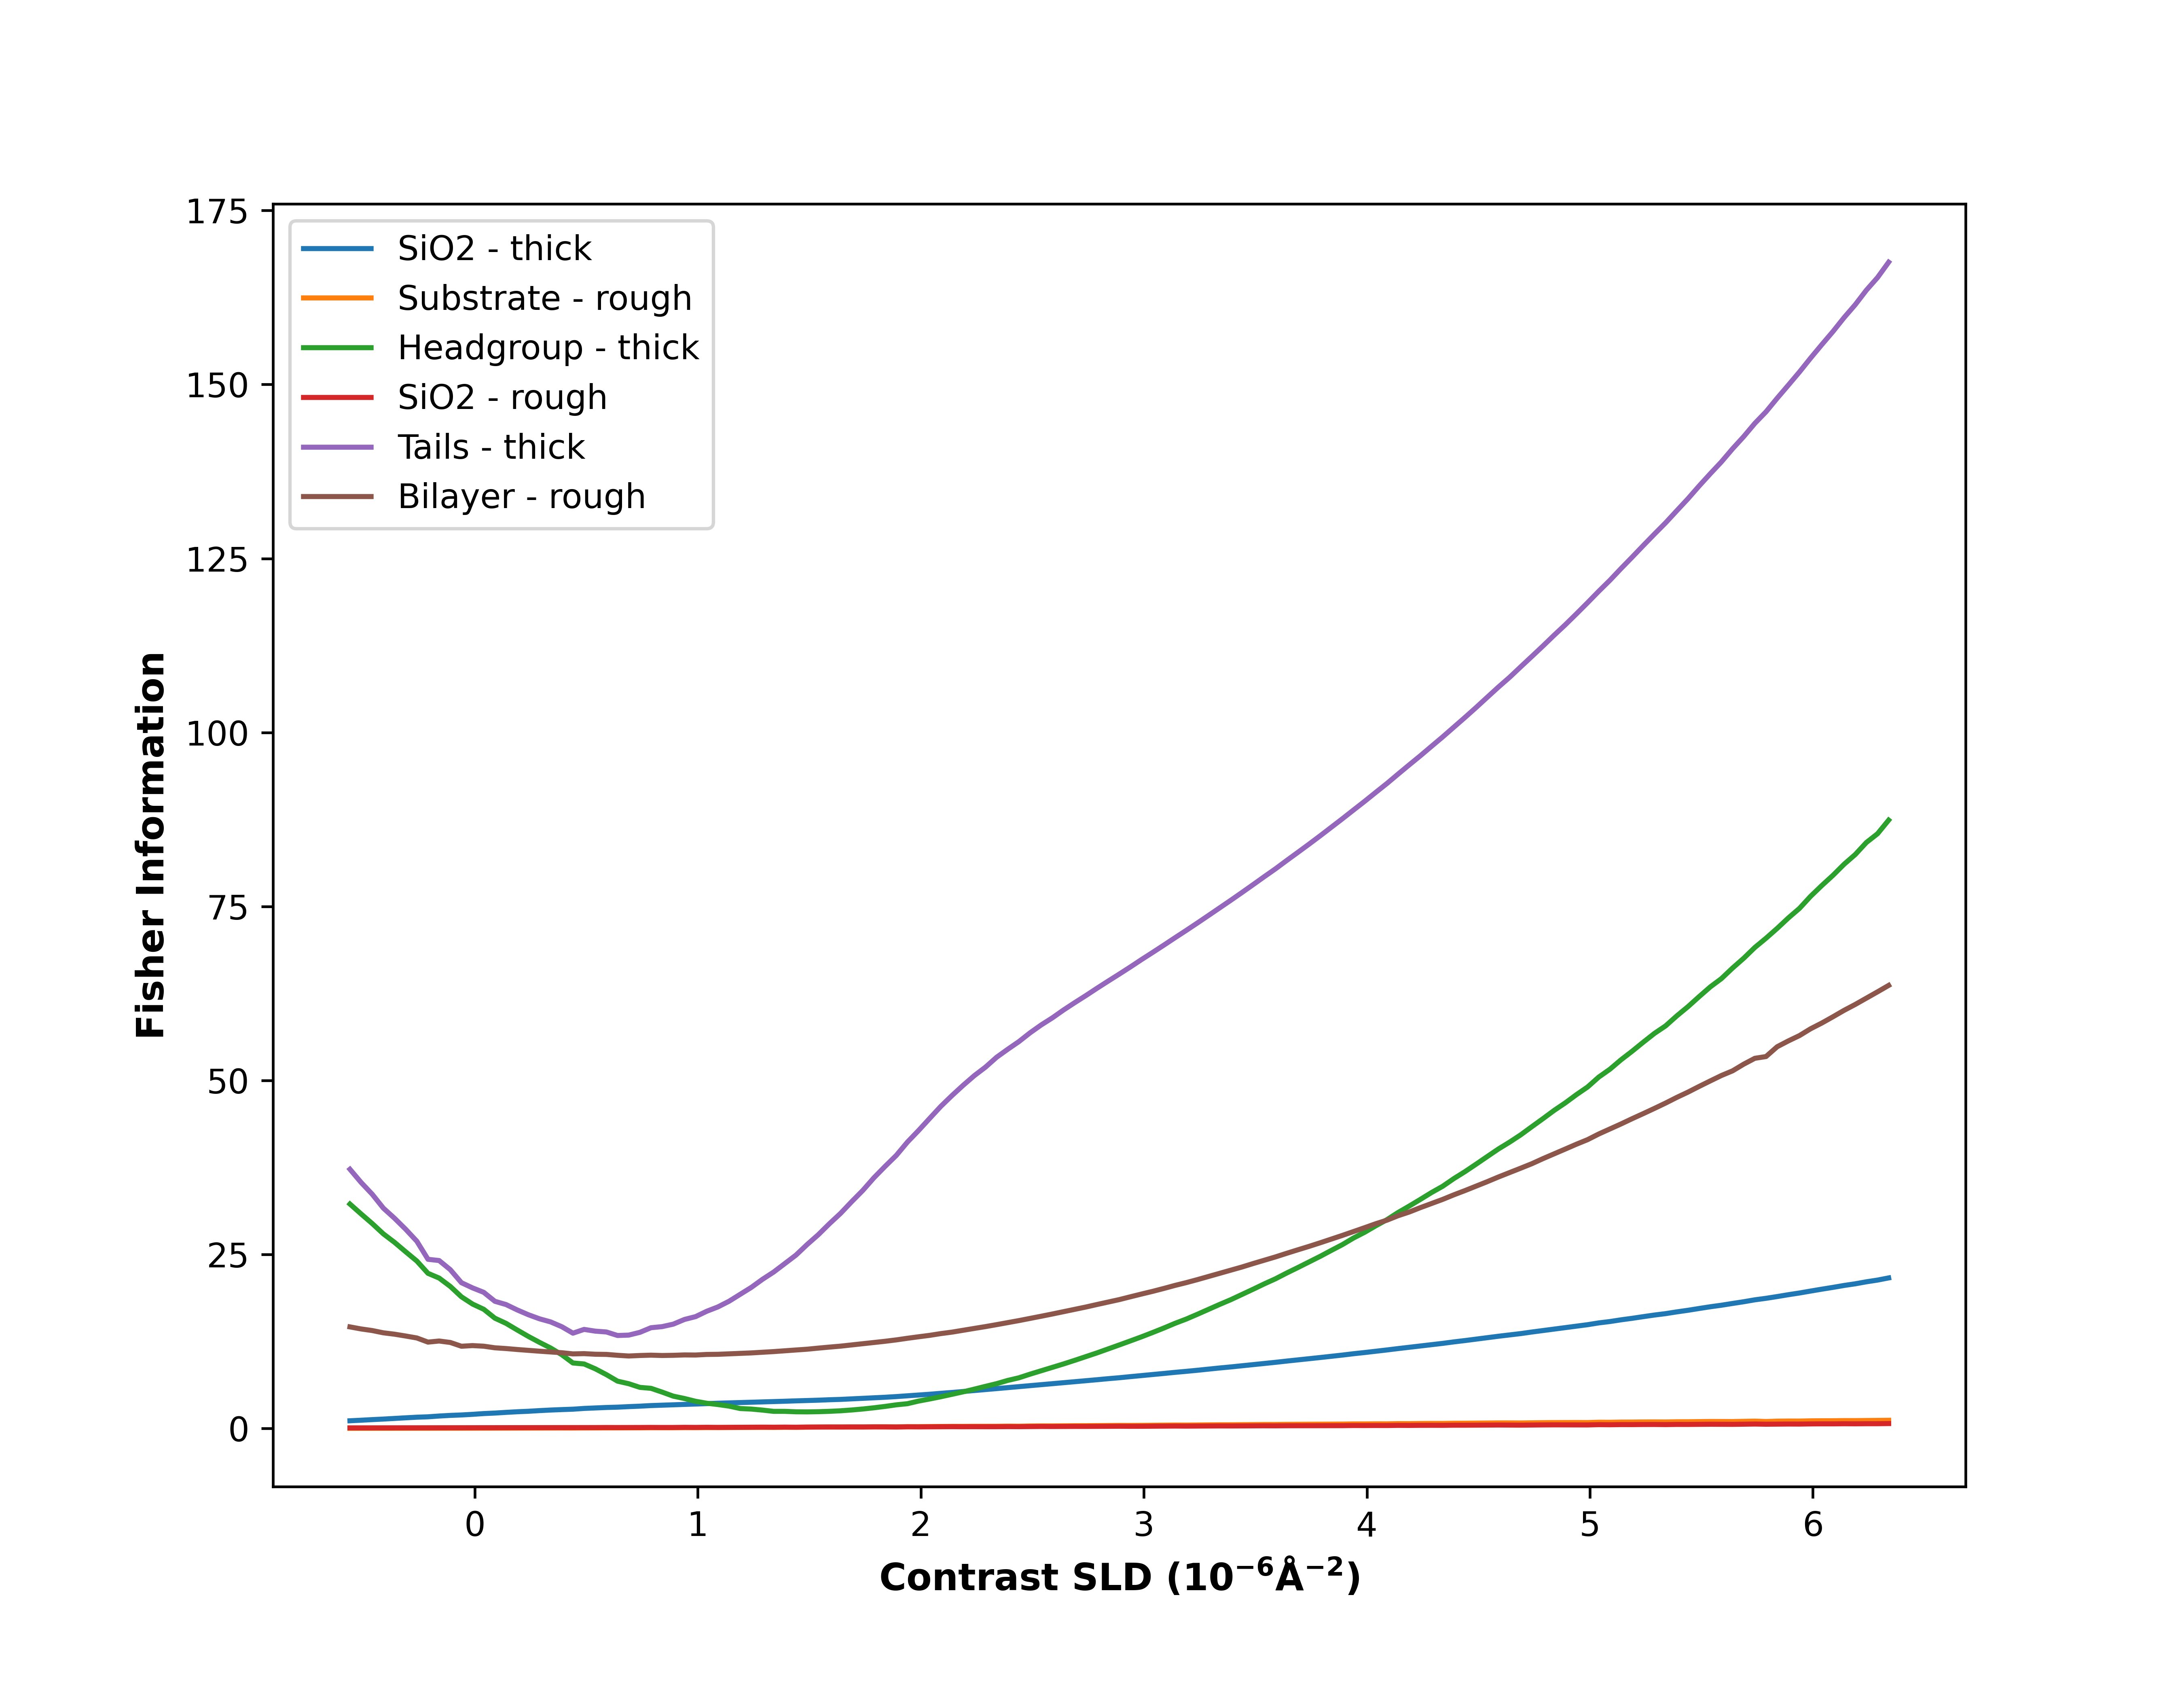 175
150
125
100
75
50
25
0
Fisher Information
SiO2 - thick
Substrate - rough
Headgroup - thick
SiO2 - rough
Tails - thick
Bilayer - rough
0 1 2 3 4 5 6
Contrast SLD (10⁻⁶Å⁻²)